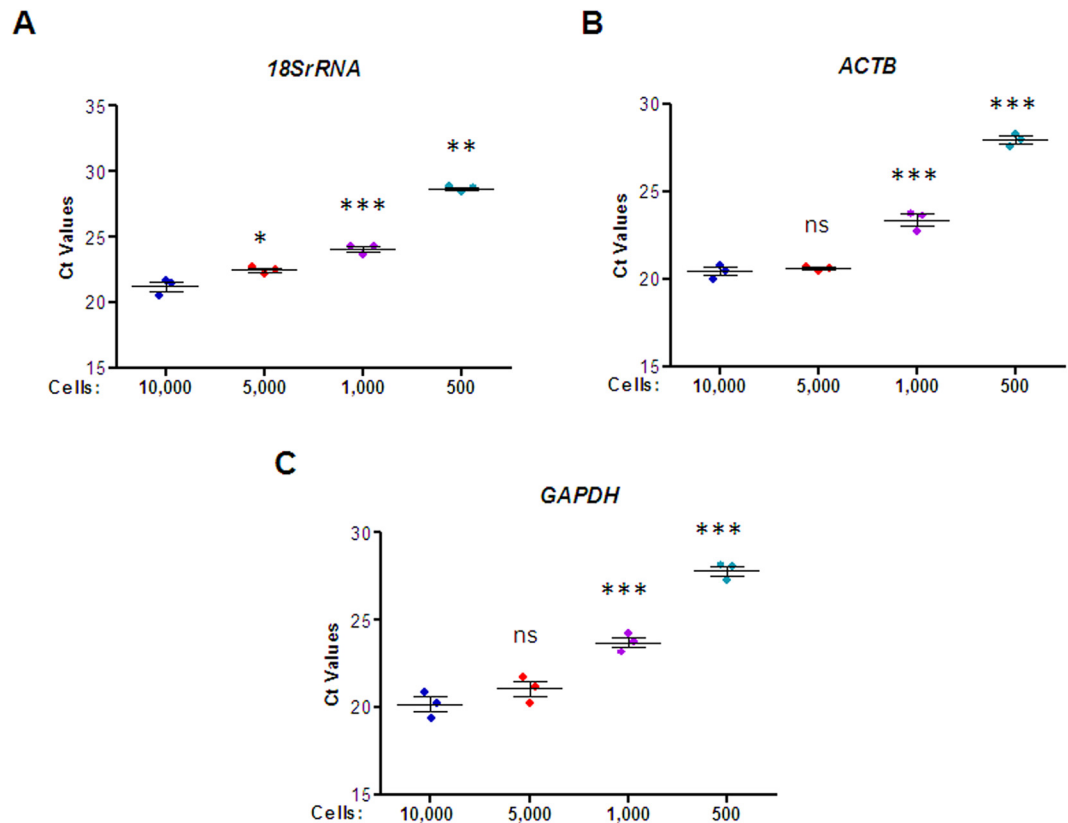 A
18SrRNA
35
30
25
20
15
Ct Values
*
***
**
Cells: 10,000 5,000 1,000 500
B
ACTB
30
25
20
15
Ct Values
ns
***
***
Cells: 10,000 5,000 1,000 500
C
GAPDH
30
25
20
15
Ct Values
ns
***
***
Cells: 10,000 5,000 1,000 500